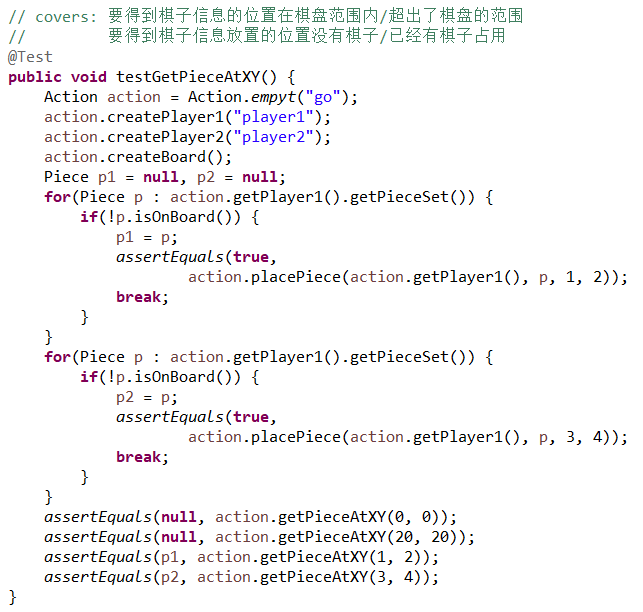 // covers: 要得到棋子信息的位置在棋盘范围内/超出了棋盘的范围
//         要得到棋子信息放置的位置没有棋子/已经有棋子占用
@Test
public void testGetPieceAtXY() {
    Action action = Action.empyt("go");
    action.createPlayer1("player1");
    action.createPlayer2("player2");
    action.createBoard();
    Piece p1 = null, p2 = null;
    for(Piece p : action.getPlayer1().getPieceSet()) {
        if(!p.isOnBoard()) {
            p1 = p;
            assertEquals(true,
                    action.placePiece(action.getPlayer1(), p, 1, 2));
            break;
        }
    }
    for(Piece p : action.getPlayer1().getPieceSet()) {
        if(!p.isOnBoard()) {
            p2 = p;
            assertEquals(true,
                    action.placePiece(action.getPlayer1(), p, 3, 4));
            break;
        }
    }
    assertEquals(null, action.getPieceAtXY(0, 0));
    assertEquals(null, action.getPieceAtXY(20, 20));
    assertEquals(p1, action.getPieceAtXY(1, 2));
    assertEquals(p2, action.getPieceAtXY(3, 4));
}